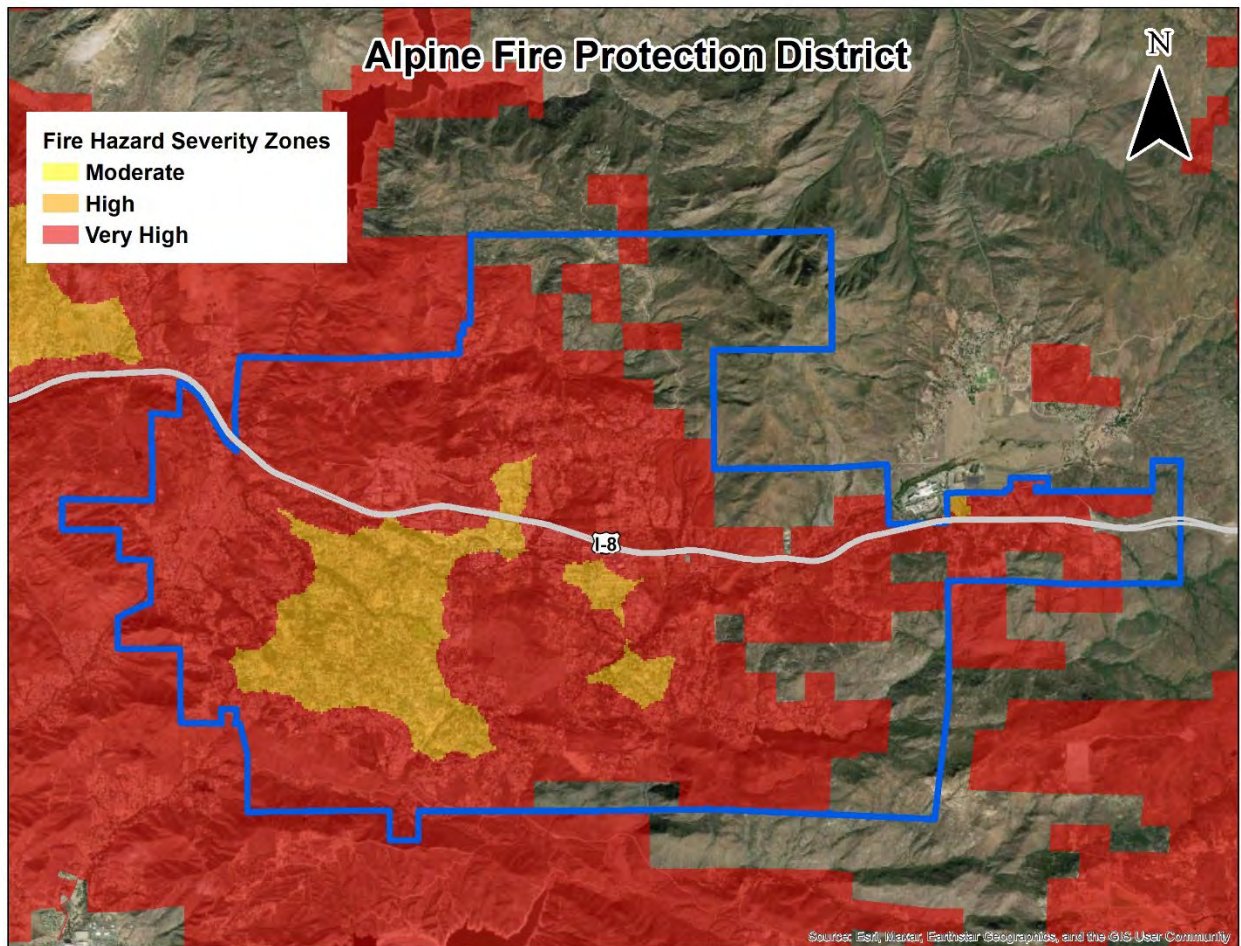 Alpine Fire Protection District
N
Fire Hazard Severity Zones
Moderate
High
Very High
I-8
Source: Esri, Maxar, Earthstar Geographics, and the GIS User Community